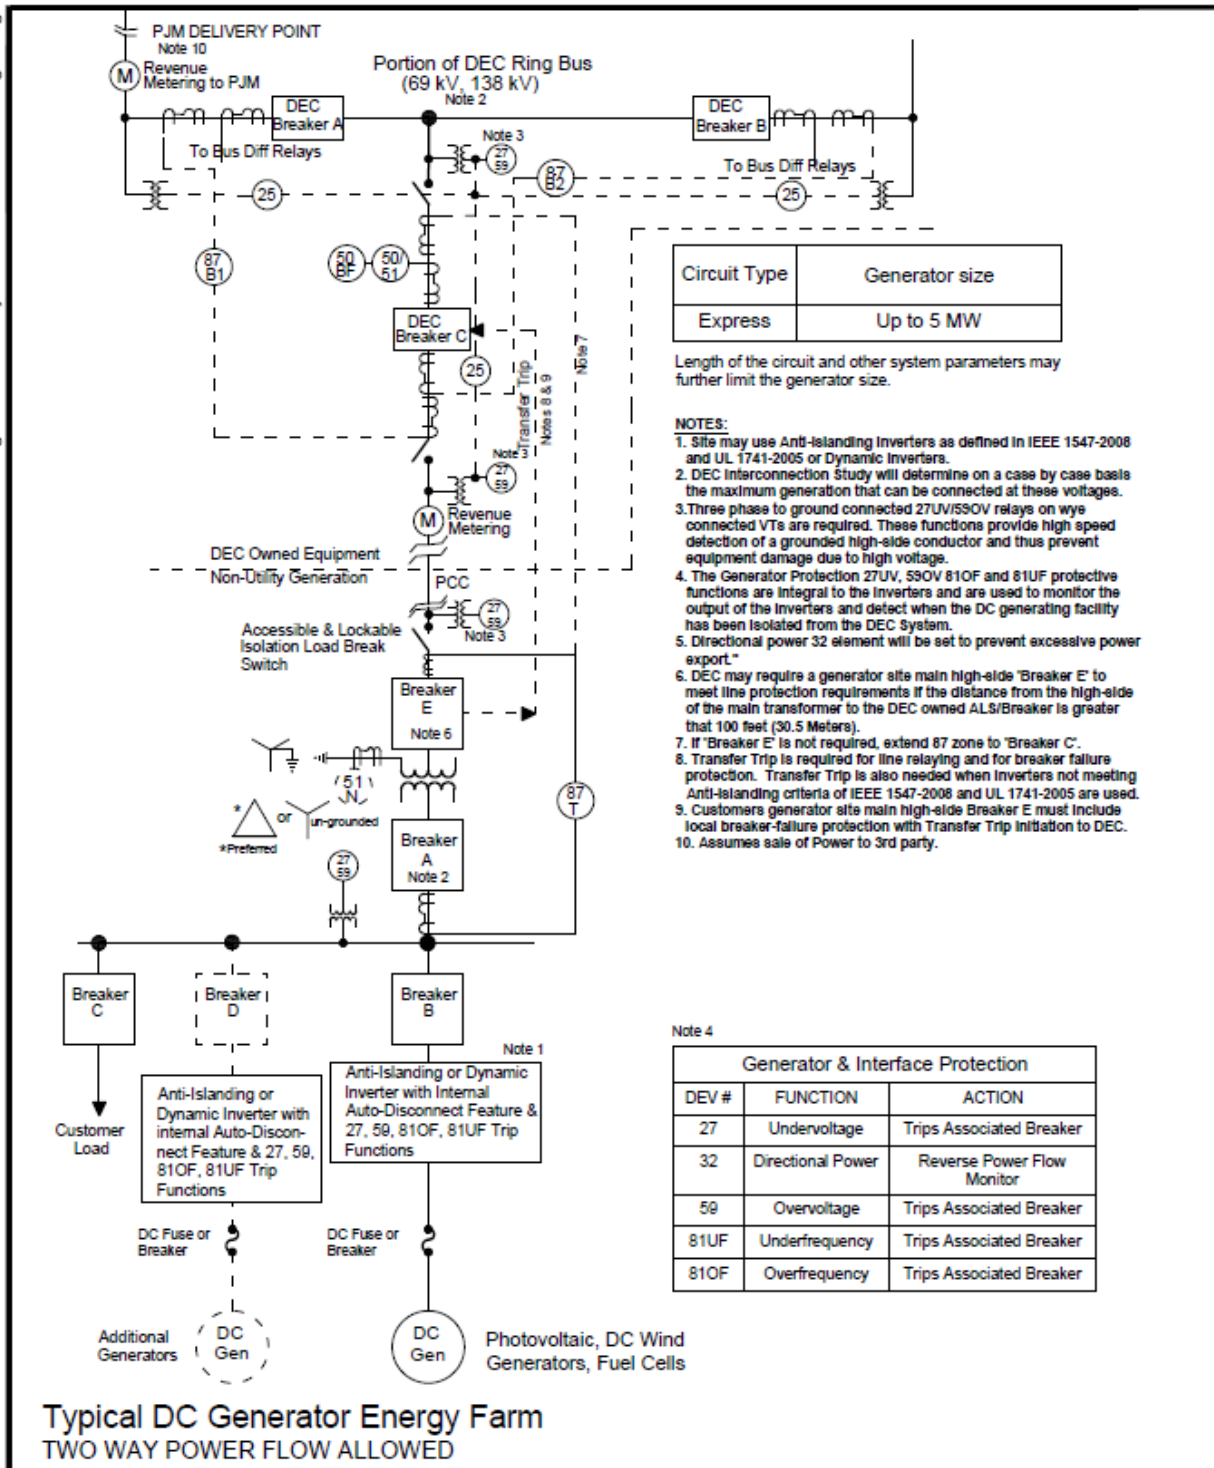 PJM DELIVERY POINT
Note 10
M
Revenue
Metering to PJM
Portion of DEC Ring Bus
(69 kV, 138 kV)
Note 2
DEC
Breaker A
DEC
Breaker B
To Bus Diff Relays
Note 3
27
59
To Bus Diff Relays
87
B2
25
25
87
B1
50
BF
50/
51
DEC
Breaker C
25
Transfer Trip
Notes 8 & 9
Note 7
Note 3
27
59
M
Revenue
Metering
DEC Owned Equipment
Non-Utility Generation
PCC
27
59
Note 3
Accessible & Lockable
Isolation Load Break
Switch
Breaker
E
Note 6
51
N
*
or
un-grounded
*Preferred
87
T
Breaker
A
Note 2
27
59
Breaker
C
Breaker
D
Breaker
B
Note 1
Customer
Load
Anti-Islanding or
Dynamic Inverter with
internal Auto-Discon-
nect Feature & 27, 59,
81OF, 81UF Trip
Functions
Anti-Islanding or Dynamic
Inverter with Internal
Auto-Disconnect Feature &
27, 59, 81OF, 81UF Trip
Functions
DC Fuse or
Breaker
DC Fuse or
Breaker
Additional
Generators
DC
Gen
DC
Gen
Photovoltaic, DC Wind
Generators, Fuel Cells
Circuit Type Generator size
Express Up to 5 MW
Length of the circuit and other system parameters may
further limit the generator size.
NOTES:
1. Site may use Anti-Islanding Inverters as defined in IEEE 1547-2008
and UL 1741-2005 or Dynamic Inverters.
2. DEC Interconnection Study will determine on a case by case basis
the maximum generation that can be connected at these voltages.
3.Three phase to ground connected 27UV/59OV relays on wye
connected VTs are required. These functions provide high speed
detection of a grounded high-side conductor and thus prevent
equipment damage due to high voltage.
4. The Generator Protection 27UV, 59OV 81OF and 81UF protective
functions are integral to the inverters and are used to monitor the
output of the inverters and detect when the DC generating facility
has been isolated from the DEC System.
5. Directional power 32 element will be set to prevent excessive power
export."
6. DEC may require a generator site main high-side "Breaker E" to
meet line protection requirements if the distance from the high-side
of the main transformer to the DEC owned ALS/Breaker is greater
that 100 feet (30.5 Meters).
7. If "Breaker E" is not required, extend 87 zone to "Breaker C".
8. Transfer Trip is required for line relaying and for breaker failure
protection. Transfer Trip is also needed when inverters not meeting
Anti-islanding criteria of IEEE 1547-2008 and UL 1741-2005 are used.
9. Customers generator site main high-side Breaker E must include
local breaker-failure protection with Transfer Trip initiation to DEC.
10. Assumes sale of Power to 3rd party.
Note 4
Generator & Interface Protection
DEV # FUNCTION ACTION
27 Undervoltage Trips Associated Breaker
32 Directional Power Reverse Power Flow
Monitor
59 Overvoltage Trips Associated Breaker
81UF Underfrequency Trips Associated Breaker
81OF Overfrequency Trips Associated Breaker
Typical DC Generator Energy Farm
TWO WAY POWER FLOW ALLOWED